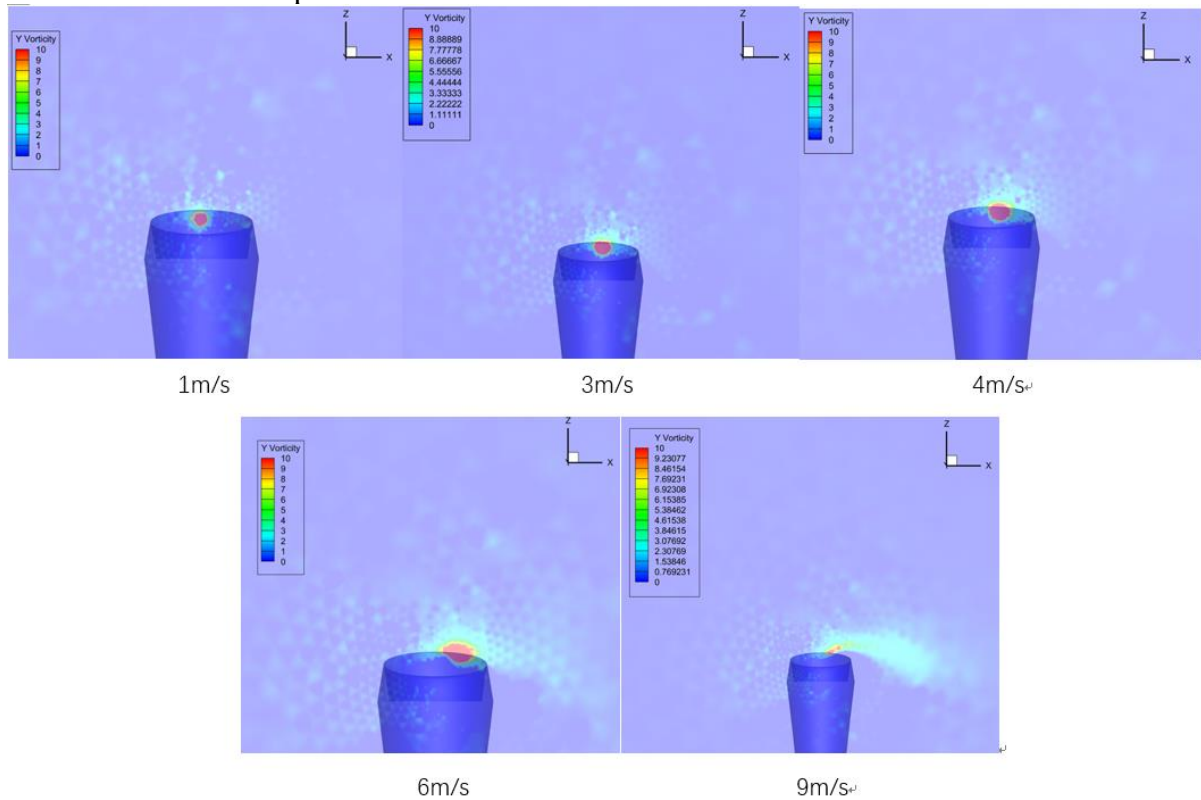 Y Vorticity
10
9
8
7
6
5
4
3
2
1
0
Z
X
Y Vorticity
10
8.88889
7.77778
6.66667
5.55556
4.44444
3.33333
2.22222
1.11111
0
Z
X
Y Vorticity
10
9
8
7
6
5
4
3
2
1
0
Z
X
1m/s
3m/s
4m/s
Y Vorticity
10
9
8
7
6
5
4
3
2
1
0
Z
X
Y Vorticity
10
9.23077
8.46154
7.69231
6.92308
6.15385
5.38462
4.61538
3.84615
3.07692
2.30769
1.53846
0.769231
0
Z
X
6m/s
9m/s